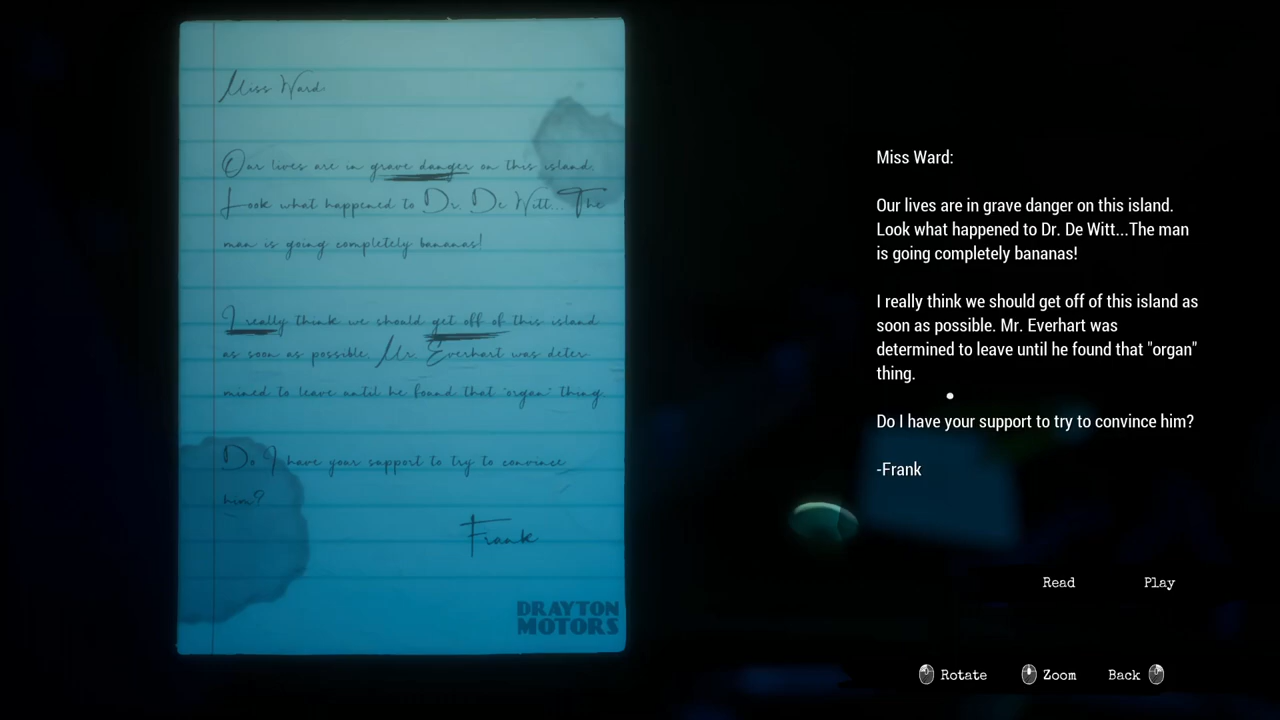 Miss Ward:
Our lives are in grave danger on this island.
Look what happened to Dr. De Witt... The
man is going completely bananas!
I really think we should get off of this island
as soon as possible. Mr. Everhart was deter-
mined to leave until he found that "organ" thing.
Do I have your support to try to convince
him?
Frank
DRAYTON
MOTORS
Miss Ward:
Our lives are in grave danger on this island.
Look what happened to Dr. De Witt...The man
is going completely bananas!
I really think we should get off of this island as
soon as possible. Mr. Everhart was
determined to leave until he found that "organ"
thing.
Do I have your support to try to convince him?
-Frank
Read
Play
Rotate
Zoom
Back